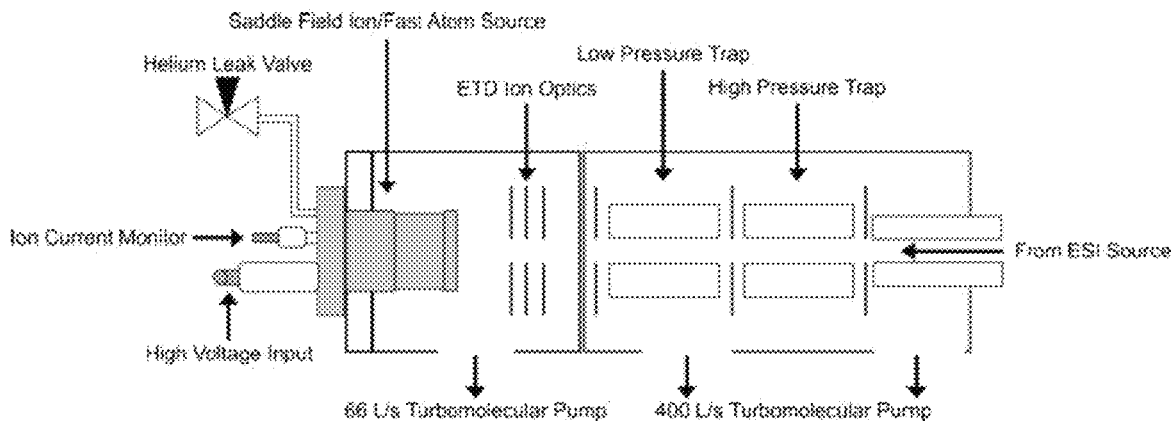 Saddle Field Ion/Fast Atom Source
Low Pressure Trap
Helium Leak Valve
ETD Ion Optics
High Pressure Trap
Ion Current Monitor
From ESI Source
High Voltage Input
66 L/s Turbomolecular Pump
400 L/s Turbomolecular Pump